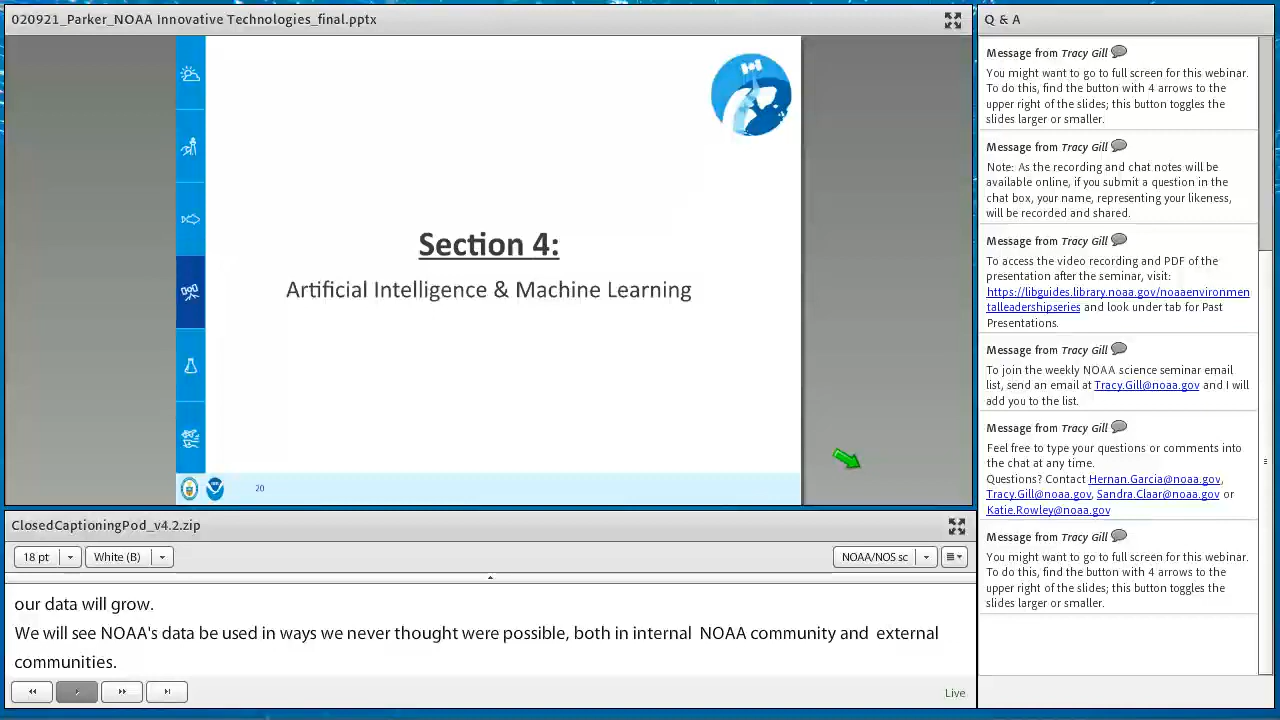 020921_Parker_NOAA Innovative Technologies_final.pptx
Section 4:
Artificial Intelligence & Machine Learning
20
ClosedCaptioningPod_v4.2.zip
18 pt
White (B)
NOAA/NOS sc
our data will grow.
We will see NOAA's data be used in ways we never thought were possible, both in internal NOAA community and external
communities.
Live
Q & A
Message from Tracy Gill
You might want to go to full screen for this webinar.
To do this, find the button with 4 arrows to the
upper right of the slides; this button toggles the
slides larger or smaller.
Message from Tracy Gill
Note: As the recording and chat notes will be
available online, if you submit a question in the
chat box, your name, representing your likeness,
will be recorded and shared.
Message from Tracy Gill
To access the video recording and PDF of the
presentation after the seminar, visit:
https://libguides.library.noaa.gov/noaaenvironmen
talleadershipseries and look under tab for Past
Presentations.
Message from Tracy Gill
To join the weekly NOAA science seminar email
list, send an email at Tracy.Gill@noaa.gov and I will
add you to the list.
Message from Tracy Gill
Feel free to type your questions or comments into
the chat at any time.
Questions? Contact Hernan.Garcia@noaa.gov,
Tracy.Gill@noaa.gov, Sandra.Claar@noaa.gov or
Katie.Rowley@noaa.gov
Message from Tracy Gill
You might want to go to full screen for this webinar.
To do this, find the button with 4 arrows to the
upper right of the slides; this button toggles the
slides larger or smaller.